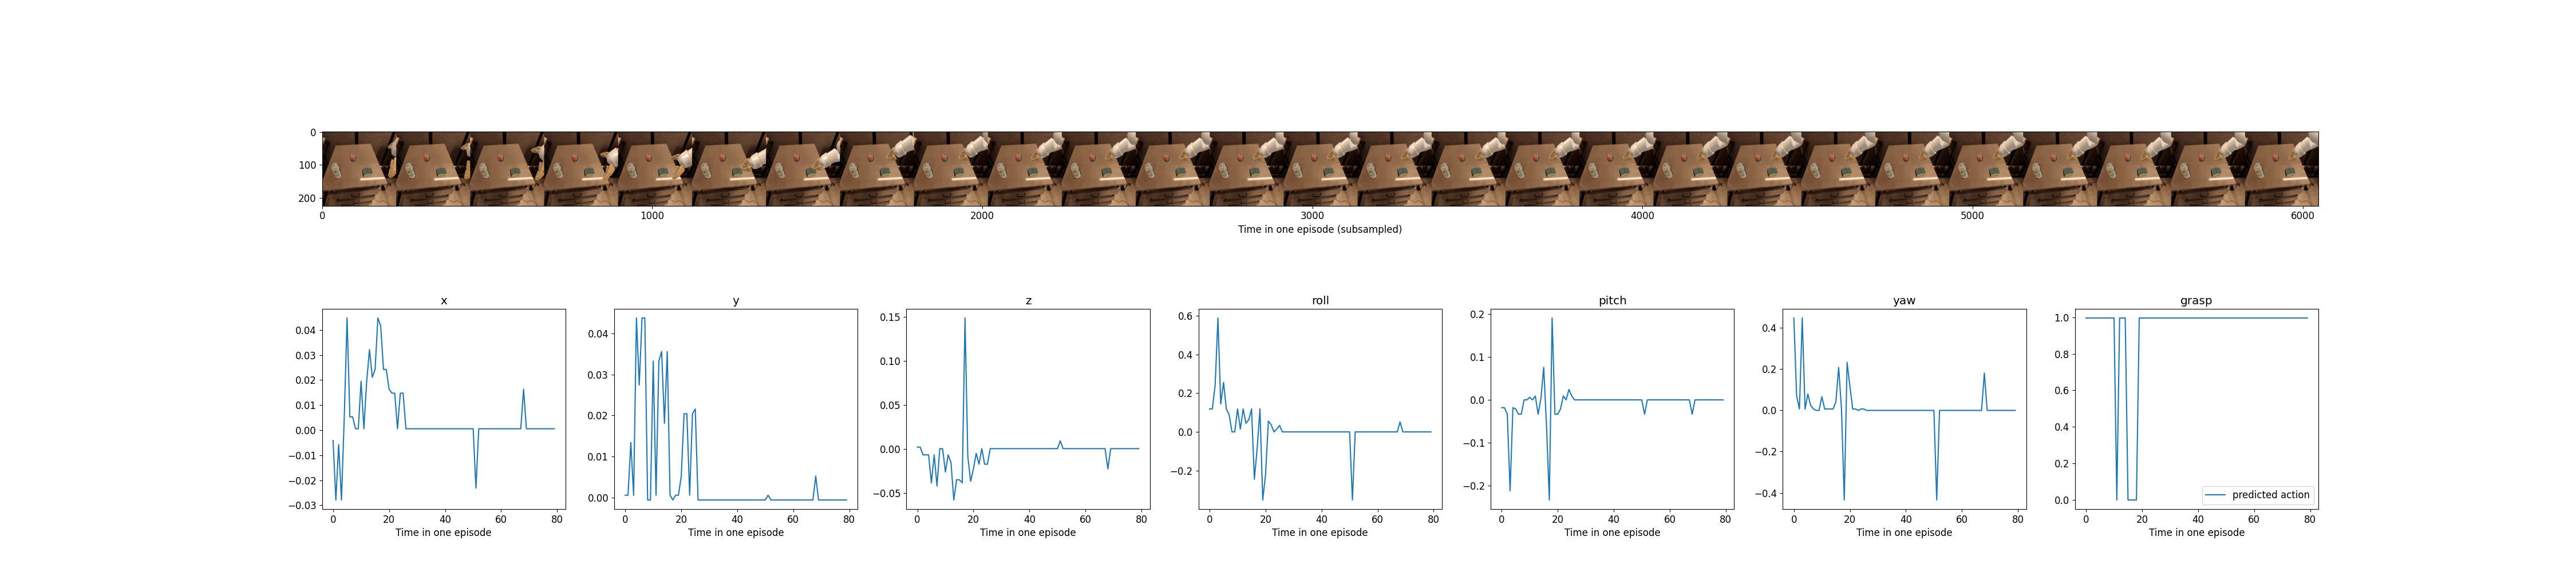 0
100
200
0 1000 2000 3000 4000 5000 6000
Time in one episode (subsampled)
x
0.04
0.03
0.02
0.01
0.00
−0.01
−0.02
−0.03
0 20 40 60 80
Time in one episode
y
0.04
0.03
0.02
0.01
0.00
0 20 40 60 80
Time in one episode
z
0.15
0.10
0.05
0.00
−0.05
0 20 40 60 80
Time in one episode
roll
0.6
0.4
0.2
0.0
−0.2
0 20 40 60 80
Time in one episode
pitch
0.2
0.1
0.0
−0.1
−0.2
0 20 40 60 80
Time in one episode
yaw
0.4
0.2
0.0
−0.2
−0.4
0 20 40 60 80
Time in one episode
grasp
1.0
0.8
0.6
0.4
0.2
0.0
predicted action
0 20 40 60 80
Time in one episode